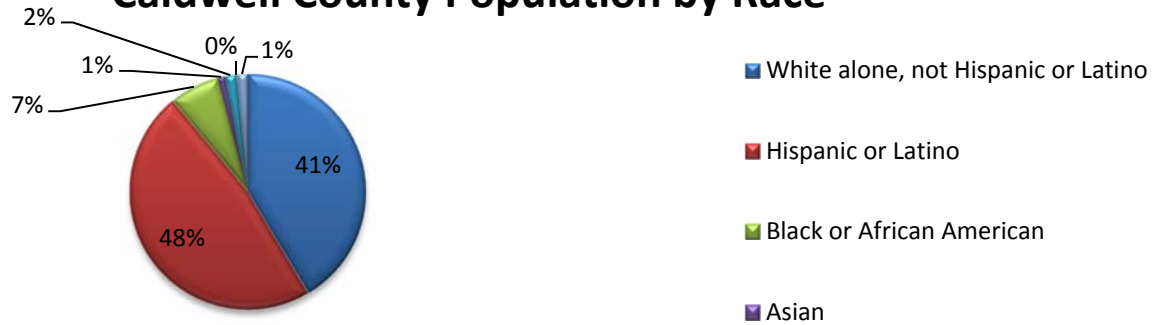 Caldwell County Population by Race
2%
0%
1%
1%
7%
41%
48%
White alone, not Hispanic or Latino
Hispanic or Latino
Black or African American
Asian